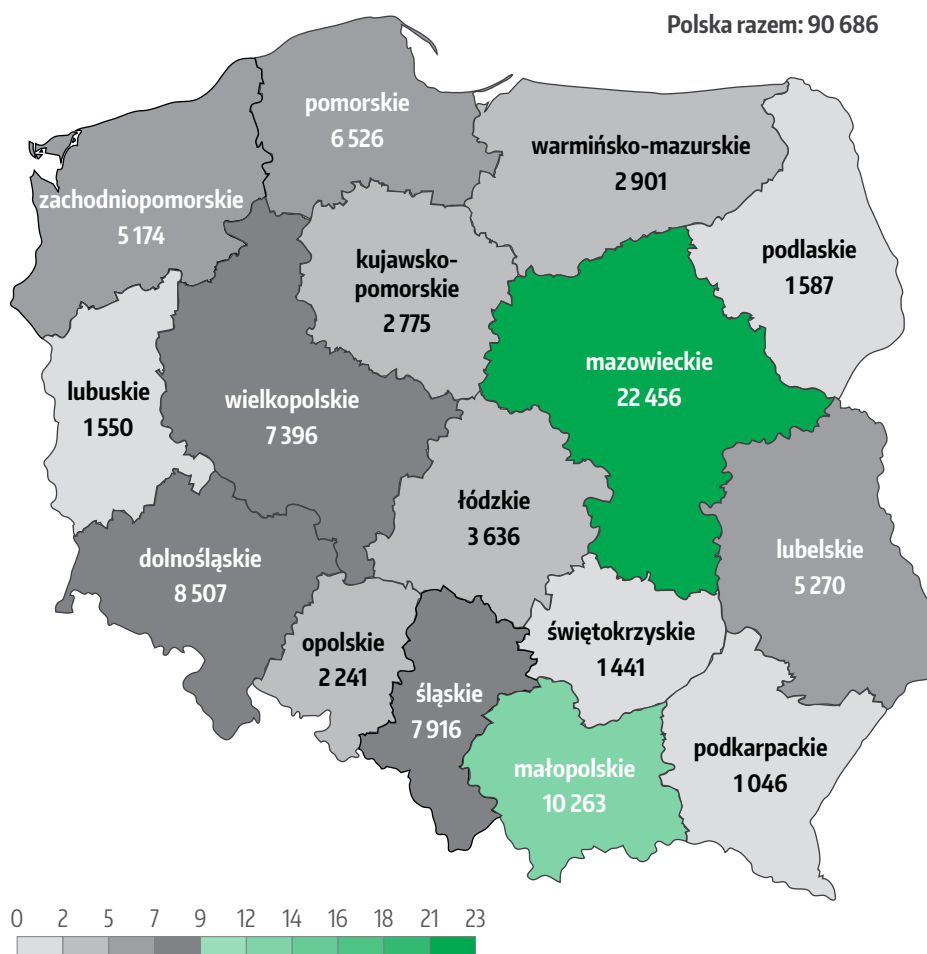 Polska razem: 90 686
pomorskie
6 526
warmińsko-mazurskie
2 901
zachodniopomorskie
5 174
podlaskie
1 587
kujawsko-
pomorskie
2 775
mazowieckie
22 456
lubuskie
1 550
wielkopolskie
7 396
łódzkie
3 636
dolnośląskie
8 507
lubelskie
5 270
opolskie
2 241
świętokrzyskie
1 441
śląskie
7 916
podkarpackie
1 046
małopolskie
10 263
0 2 5 7 9 12 14 16 18 21 23